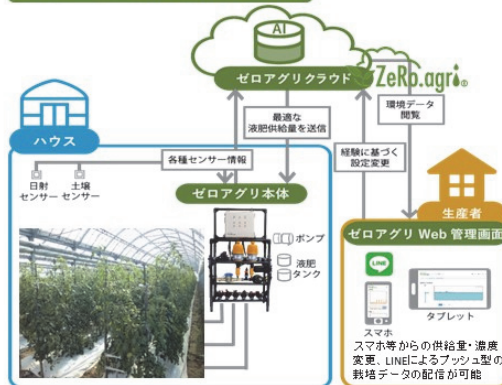 AI
ゼロアグリクラウド
ZeRo.agri®
最適な
液肥供給量を送信
環境データ
閲覧
ハウス
各種センサー情報
経験に基づく
設定変更
日射
センサー
土壌
センサー
ゼロアグリ本体
生産者
ポンプ
液肥
タンク
ゼロアグリ Web 管理画面
LINE
スマホ
タブレット
スマホ等からの供給量・濃度
変更、LINEによるプッシュ型の
栽培データの配信が可能